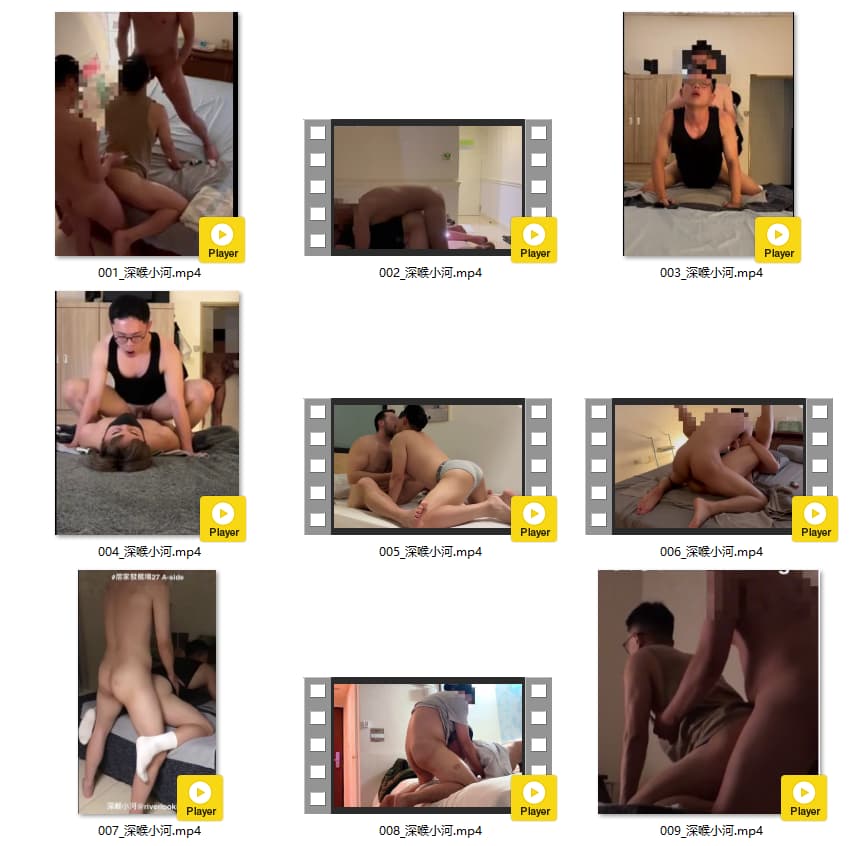 Player
001_深喉小河.mp4
Player
002_深喉小河.mp4
Player
003_深喉小河.mp4
Player
004_深喉小河.mp4
Player
005_深喉小河.mp4
Player
006_深喉小河.mp4
A-side
深喉小河@riverlook
Player
007_深喉小河.mp4
Player
008_深喉小河.mp4
Player
009_深喉小河.mp4